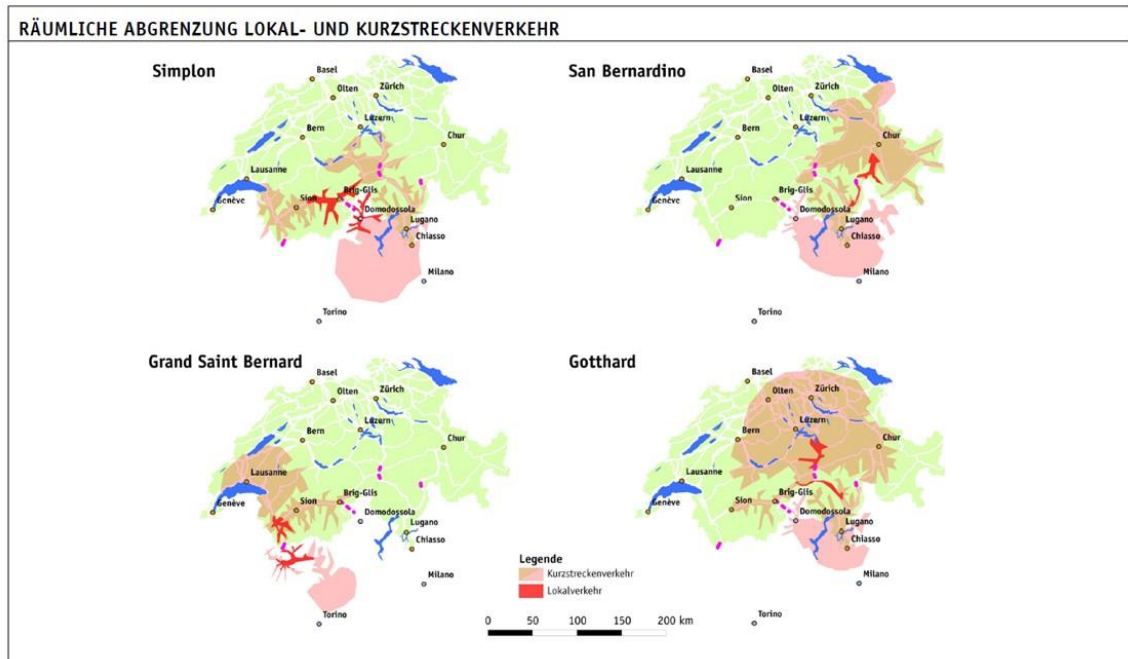 RÄUMLICHE ABGRENZUNG LOKAL- UND KURZSTRECKENVERKEHR
Simplon
Basel
Olten
Zürich
Luzern
Bern
Chur
Lausanne
Genève
Sion
Brig-Glis
Domodossola
Lugano
Chiasso
Milano
Torino
San Bernardino
Basel
Olten
Zürich
Luzern
Bern
Chur
Lausanne
Genève
Sion
Brig-Glis
Domodossola
Lugano
Chiasso
Milano
Torino
Grand Saint Bernard
Basel
Olten
Zürich
Luzern
Bern
Chur
Lausanne
Genève
Sion
Brig-Glis
Domodossola
Lugano
Chiasso
Milano
Torino
Gotthard
Basel
Olten
Zürich
Luzern
Bern
Chur
Lausanne
Genève
Sion
Brig-Glis
Domodossola
Lugano
Chiasso
Milano
Torino
Legende
Kurzstreckenverkehr
Lokalverkehr
0 50 100 150 200 km